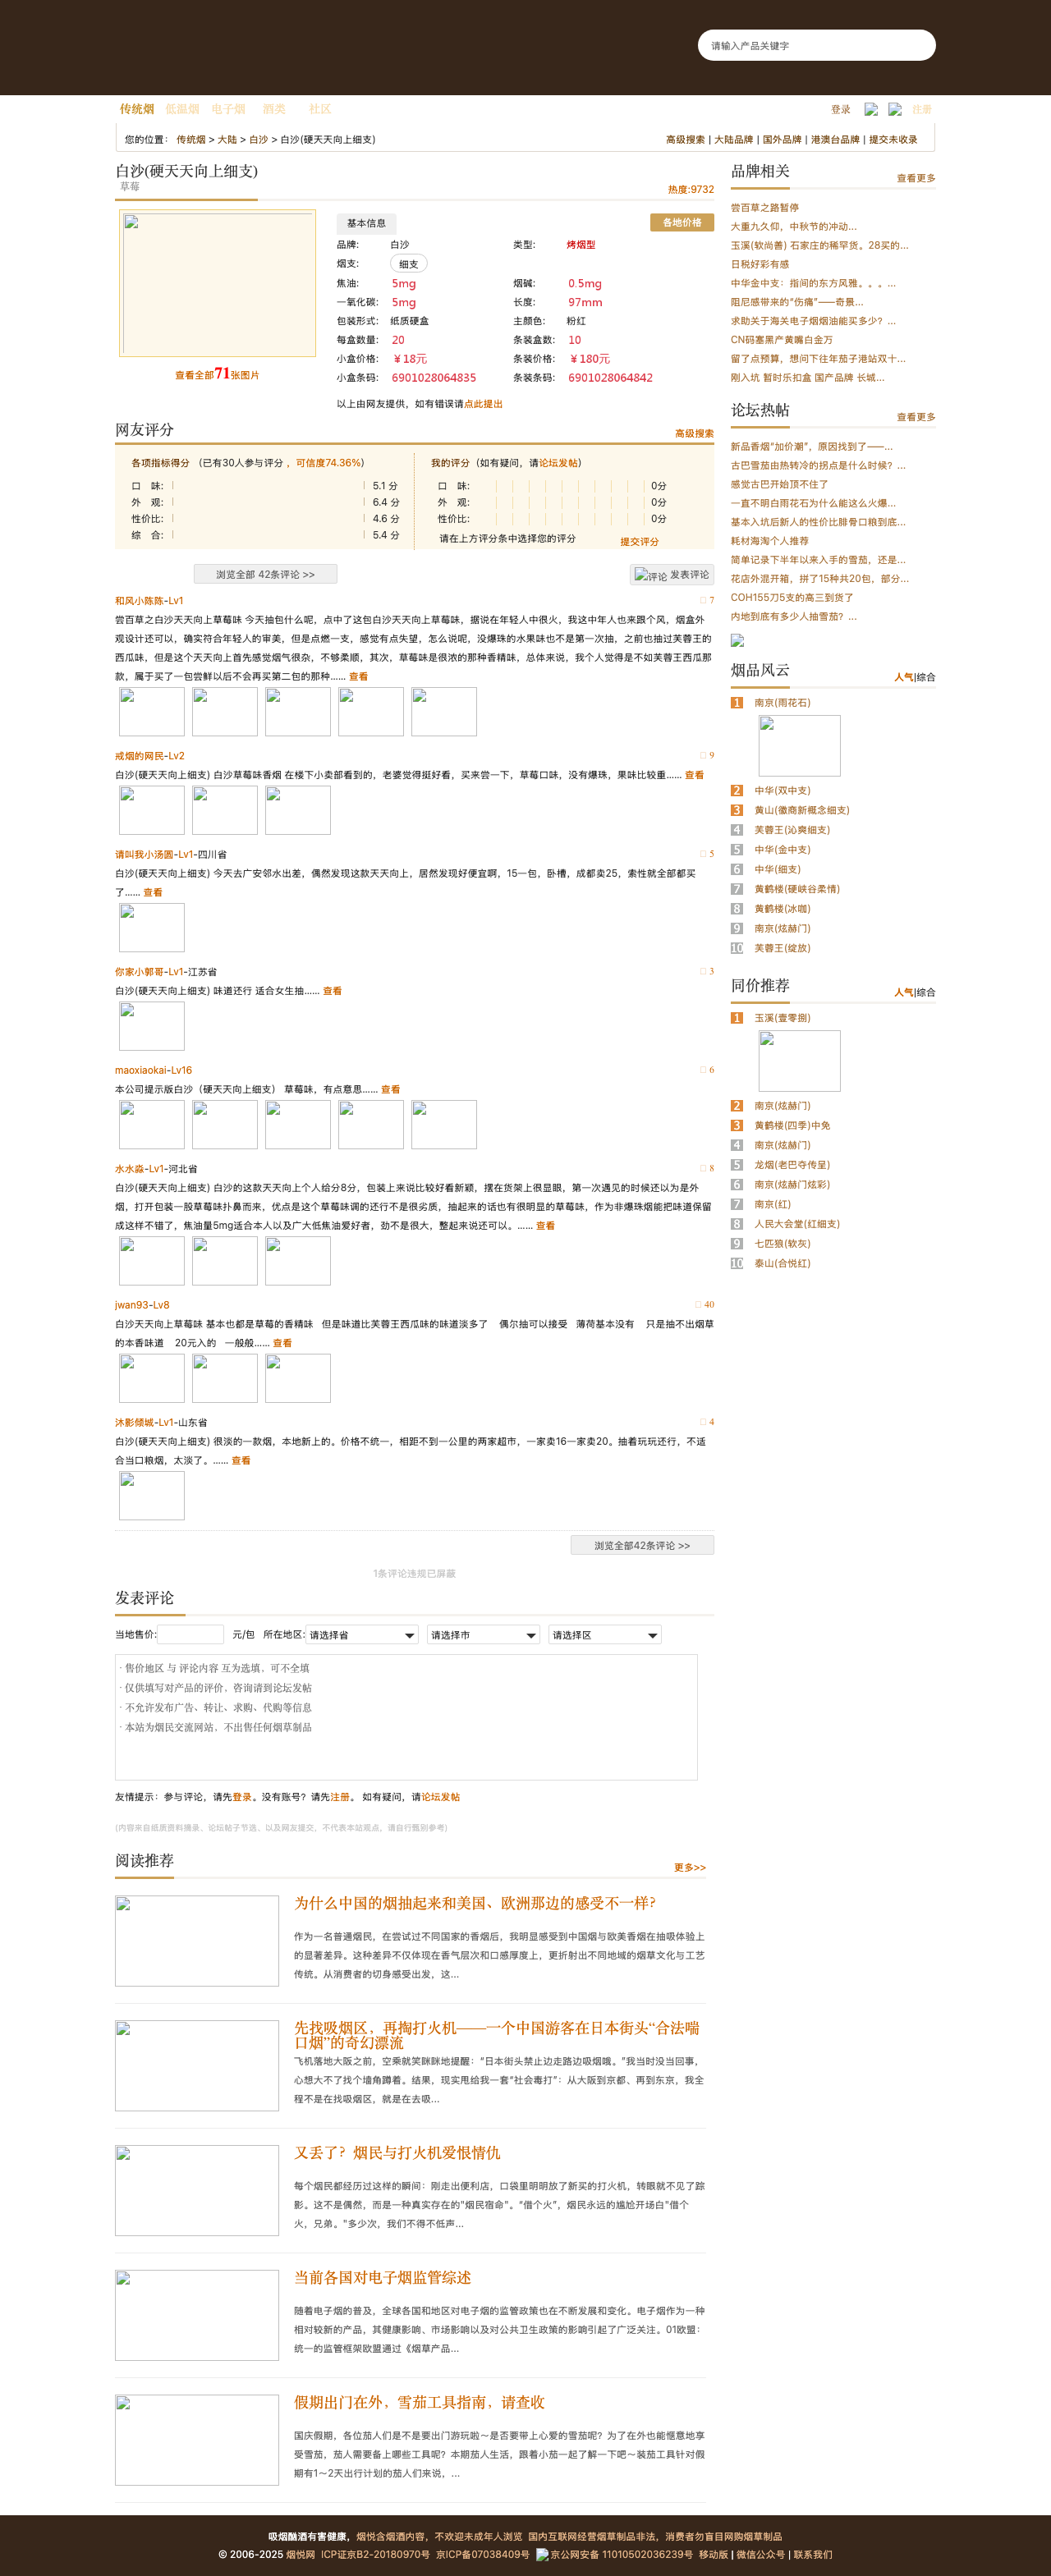 请输入产品关键字
传统烟 低温烟 电子烟 酒类 社区
登录 注册
您的位置： 传统烟 > 大陆 > 白沙 > 白沙(硬天天向上细支)
高级搜索 | 大陆品牌 | 国外品牌 | 港澳台品牌 | 提交未收录
白沙(硬天天向上细支)
草莓
热度:9732
查看全部71张图片
基本信息
各地价格
品牌: 白沙 类型: 烤烟型
烟支: 细支
焦油: 5mg 烟碱: 0.5mg
一氧化碳: 5mg 长度: 97mm
包装形式: 纸质硬盒 主颜色: 粉红
每盒数量: 20 条装盒数: 10
小盒价格: ￥18元 条装价格: ￥180元
小盒条码: 6901028064835 条装条码: 6901028064842
以上由网友提供，如有错误请点此提出
网友评分
高级搜索
各项指标得分 （已有30人参与评分 ，可信度74.36%)
口　味: 5.1 分
外　观: 6.4 分
性价比: 4.6 分
综　合: 5.4 分
我的评分（如有疑问，请论坛发帖）
口　味: 0分
外　观: 0分
性价比: 0分
请在上方评分条中选择您的评分
提交评分
浏览全部 42条评论 >>
评论 发表评论
和风小陈陈-Lv1 7
尝百草之白沙天天向上草莓味 今天抽包什么呢，点中了这包白沙天天向上草莓味，据说在年轻人中很火，我这中年人也来跟个风，烟盒外
观设计还可以，确实符合年轻人的审美，但是点燃一支，感觉有点失望，怎么说呢，没爆珠的水果味也不是第一次抽，之前也抽过芙蓉王的
西瓜味，但是这个天天向上首先感觉烟气很杂，不够柔顺，其次，草莓味是很浓的那种香精味，总体来说，我个人觉得是不如芙蓉王西瓜那
款，属于买了一包尝鲜以后不会再买第二包的那种...... 查看
戒烟的网民-Lv2 9
白沙(硬天天向上细支) 白沙草莓味香烟 在楼下小卖部看到的，老婆觉得挺好看，买来尝一下，草莓口味，没有爆珠，果味比较重...... 查看
请叫我小汤圆-Lv1-四川省 5
白沙(硬天天向上细支) 今天去广安邻水出差，偶然发现这款天天向上，居然发现好便宜啊，15一包，卧槽，成都卖25，索性就全部都买
了...... 查看
你家小郭哥-Lv1-江苏省 3
白沙(硬天天向上细支) 味道还行 适合女生抽...... 查看
maoxiaokai-Lv16 6
本公司提示版白沙（硬天天向上细支） 草莓味，有点意思...... 查看
水水淼-Lv1-河北省 8
白沙(硬天天向上细支) 白沙的这款天天向上个人给分8分，包装上来说比较好看新颖，摆在货架上很显眼，第一次遇见的时候还以为是外
烟，打开包装一股草莓味扑鼻而来，优点是这个草莓味调的还行不是很劣质，抽起来的话也有很明显的草莓味，作为非爆珠烟能把味道保留
成这样不错了，焦油量5mg适合本人以及广大低焦油爱好者，劲不是很大，整起来说还可以。...... 查看
jwan93-Lv8 40
白沙天天向上草莓味 基本也都是草莓的香精味 但是味道比芙蓉王西瓜味的味道淡多了 偶尔抽可以接受 薄荷基本没有 只是抽不出烟草
的本香味道 20元入的 一般般...... 查看
沐影倾城-Lv1-山东省 4
白沙(硬天天向上细支) 很淡的一款烟，本地新上的。价格不统一，相距不到一公里的两家超市，一家卖16一家卖20。抽着玩玩还行，不适
合当口粮烟，太淡了。...... 查看
浏览全部42条评论 >>
1条评论违规已屏蔽
发表评论
当地售价: 元/包 所在地区: 请选择省 请选择市 请选择区
· 售价地区 与 评论内容 互为选填，可不全填
· 仅供填写对产品的评价，咨询请到论坛发帖
· 不允许发布广告、转让、求购、代购等信息
· 本站为烟民交流网站，不出售任何烟草制品
友情提示：参与评论，请先登录。没有账号？请先注册。 如有疑问，请论坛发帖
(内容来自纸质资料摘录、论坛帖子节选、以及网友提交，不代表本站观点，请自行甄别参考)
阅读推荐
更多>>
为什么中国的烟抽起来和美国、欧洲那边的感受不一样?
作为一名普通烟民，在尝试过不同国家的香烟后，我明显感受到中国烟与欧美香烟在抽吸体验上
的显著差异。这种差异不仅体现在香气层次和口感厚度上，更折射出不同地域的烟草文化与工艺
传统。从消费者的切身感受出发，这...
先找吸烟区，再掏打火机——一个中国游客在日本街头“合法喘
口烟”的奇幻漂流
飞机落地大阪之前，空乘就笑眯眯地提醒：“日本街头禁止边走路边吸烟哦。”我当时没当回事，
心想大不了找个墙角蹲着。结果，现实甩给我一套“社会毒打”：从大阪到京都、再到东京，我全
程不是在找吸烟区，就是在去吸...
又丢了？烟民与打火机爱恨情仇
每个烟民都经历过这样的瞬间：刚走出便利店，口袋里明明放了新买的打火机，转眼就不见了踪
影。这不是偶然，而是一种真实存在的"烟民宿命"。"借个火"，烟民永远的尴尬开场白"借个
火，兄弟。"多少次，我们不得不低声...
当前各国对电子烟监管综述
随着电子烟的普及，全球各国和地区对电子烟的监管政策也在不断发展和变化。电子烟作为一种
相对较新的产品，其健康影响、市场影响以及对公共卫生政策的影响引起了广泛关注。01欧盟：
统一的监管框架欧盟通过《烟草产品...
假期出门在外，雪茄工具指南，请查收
国庆假期，各位茄人们是不是要出门游玩啦～是否要带上心爱的雪茄呢？为了在外也能惬意地享
受雪茄，茄人需要备上哪些工具呢？本期茄人生活，跟着小茄一起了解一下吧～装茄工具针对假
期有1～2天出行计划的茄人们来说，...
品牌相关
查看更多
尝百草之路暂停
大重九久仰，中秋节的冲动...
玉溪(软尚善) 石家庄的稀罕货。28买的...
日税好彩有感
中华金中支：指间的东方风雅。。。...
阻尼感带来的“伤痛”——奇景...
求助关于海关电子烟烟油能买多少？...
CN码塞黑产黄嘴白金万
留了点预算，想问下往年茄子港站双十...
刚入坑 暂时乐扣盒 国产品牌 长城...
论坛热帖
查看更多
新品香烟“加价潮”，原因找到了——...
古巴雪茄由热转冷的拐点是什么时候？...
感觉古巴开始顶不住了
一直不明白雨花石为什么能这么火爆...
基本入坑后新人的性价比腓骨口粮到底...
耗材海淘个人推荐
简单记录下半年以来入手的雪茄，还是...
花店外混开箱，拼了15种共20包，部分...
COH155刀5支的高三到货了
内地到底有多少人抽雪茄？...
烟品风云
人气|综合
1 南京(雨花石)
2 中华(双中支)
3 黄山(徽商新概念细支)
4 芙蓉王(沁爽细支)
5 中华(金中支)
6 中华(细支)
7 黄鹤楼(硬峡谷柔情)
8 黄鹤楼(冰咖)
9 南京(炫赫门)
10 芙蓉王(绽放)
同价推荐
人气|综合
1 玉溪(壹零捌)
2 南京(炫赫门)
3 黄鹤楼(四季)中免
4 南京(炫赫门)
5 龙烟(老巴夺传呈)
6 南京(炫赫门炫彩)
7 南京(红)
8 人民大会堂(红细支)
9 七匹狼(软灰)
10 泰山(合悦红)
吸烟酗酒有害健康，烟悦含烟酒内容，不欢迎未成年人浏览 国内互联网经营烟草制品非法，消费者勿盲目网购烟草制品
© 2006-2025 烟悦网 ICP证京B2-20180970号 京ICP备07038409号 京公网安备 11010502036239号 移动版 | 微信公众号 | 联系我们